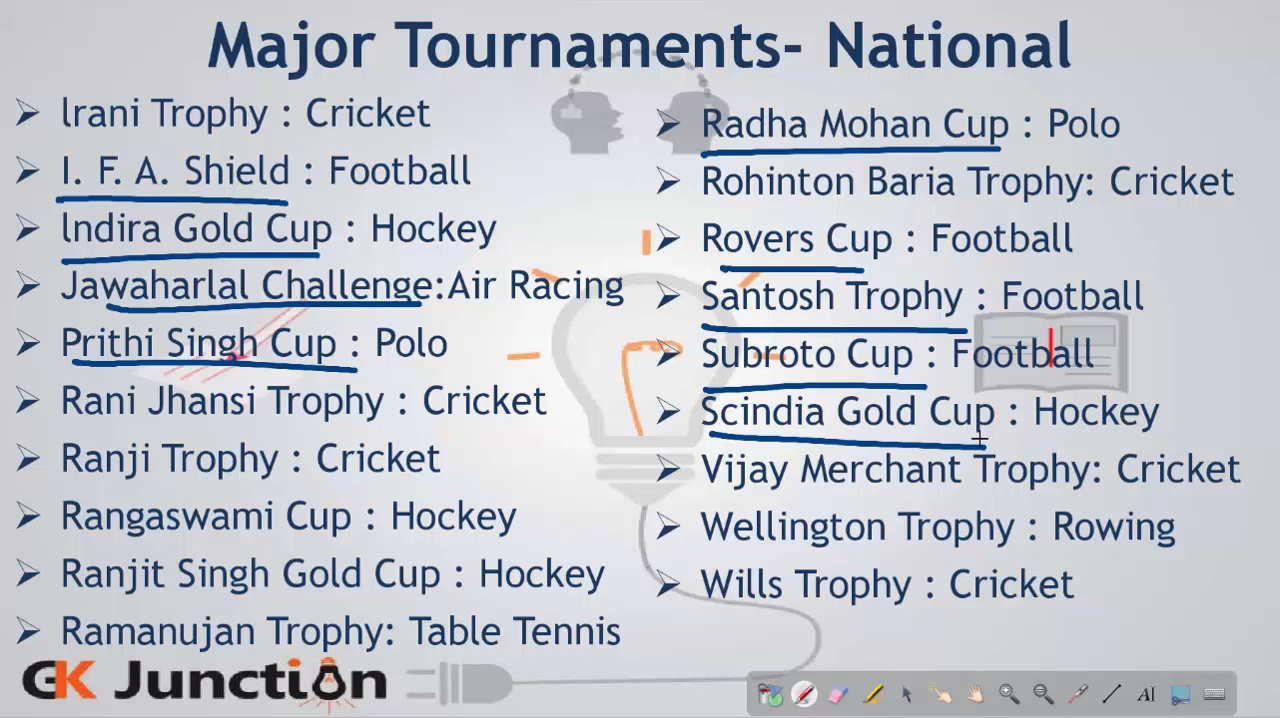 Major Tournaments- National
lrani Trophy : Cricket
I. F. A. Shield : Football
lndira Gold Cup : Hockey
Jawaharlal Challenge:Air Racing
Prithi Singh Cup : Polo
Rani Jhansi Trophy : Cricket
Ranji Trophy : Cricket
Rangaswami Cup : Hockey
Ranjit Singh Gold Cup : Hockey
Ramanujan Trophy: Table Tennis
Radha Mohan Cup : Polo
Rohinton Baria Trophy: Cricket
Rovers Cup : Football
Santosh Trophy : Football
Subroto Cup : Football
Scindia Gold Cup : Hockey
Vijay Merchant Trophy: Cricket
Wellington Trophy : Rowing
Wills Trophy : Cricket
GK Junction